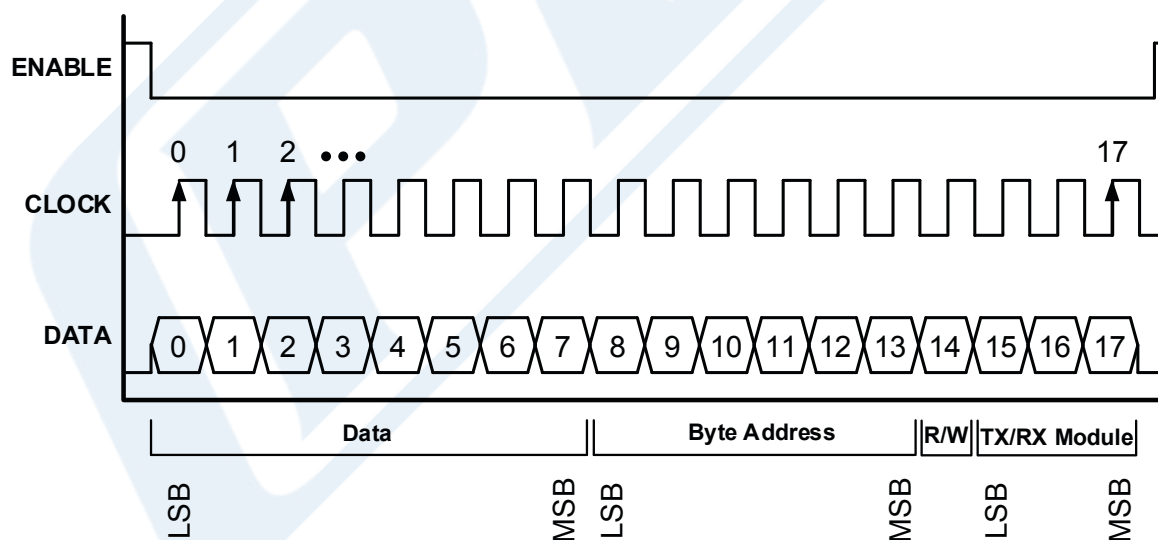 ENABLE
0 1 2 ••• 17
CLOCK
DATA
0 1 2 3 4 5 6 7 8 9 10 11 12 13 14 15 16 17
Data Byte Address R/W TX/RX Module
LSB MSB LSB MSB LSB MSB